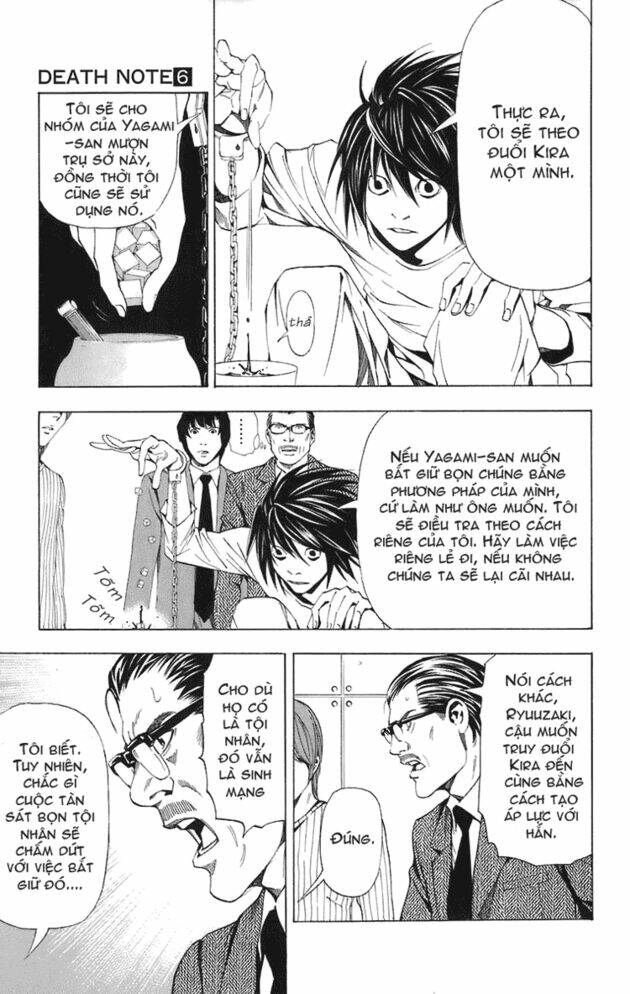 THỰC RA,
TÔI SẼ THEO
ĐUỔI KIRA
MỘT MÌNH.
thả
DEATH NOTE 6
TÔI SẼ CHO
NHÓM CỦA YAGAMI
-SAN MƯỢN
TRỤ SỞ NÀY,
ĐỒNG THỜI TÔI
CŨNG SẼ SỬ
DỤNG NÓ.
NẾU YAGAMI-SAN MUỐN
BẮT GIỮ BỌN CHÚNG BẰNG
PHƯƠNG PHÁP CỦA MÌNH,
CỨ LÀM NHƯ ÔNG MUỐN. TÔI
SẼ ĐIỀU TRA THEO CÁCH
RIÊNG CỦA TÔI. HÃY LÀM VIỆC
RIÊNG LẺ ĐI, NẾU KHÔNG
CHÚNG TA SẼ LẠI CÃI NHAU.
......
TÕM
TÕM
NÓI CÁCH
KHÁC,
RYUUZAKI,
CẬU MUỐN
TRUY ĐUỔI
KIRA ĐẾN
CÙNG BẰNG
CÁCH TẠO
ÁP LỰC VỚI
HẮN.
ĐÚNG.
CHO DÙ
HỌ CÓ
LÀ TỘI
NHÂN,
ĐÓ VẪN
LÀ SINH
MẠNG
TÔI BIẾT.
TUY NHIÊN,
CHẮC GÌ
CUỘC TÀN
SÁT BỌN TỘI
NHÂN SẼ
CHẤM DỨT
VỚI VIỆC BẮT
GIỮ ĐÓ....